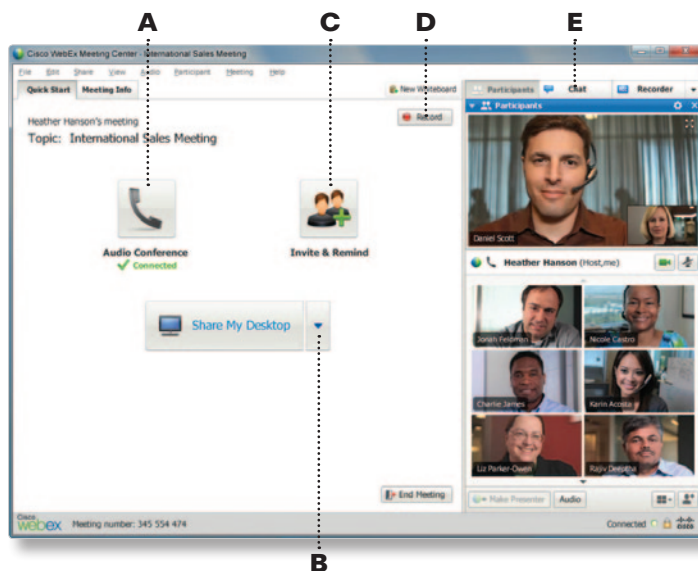 A
C
D
E
Cisco WebEx Meeting Center - International Sales Meeting
File Edit Share View Audio Participant Meeting Help
Quick Start Meeting Info
New Whiteboard
Participants Chat Recorder
Participants
Heather Hanson's meeting
Record
Topic: International Sales Meeting
Daniel Scott
Audio Conference
Connected
Invite & Remind
Heather Hanson (Host,me)
Share My Desktop
Jonah Feldman
Nicole Castro
Charlie James
Karin Acosta
Liz Parker-Owen
Rajiv Deeptha
End Meeting
Make Presenter Audio
Cisco
webex Meeting number: 345 554 474
Connected
CISCO
B